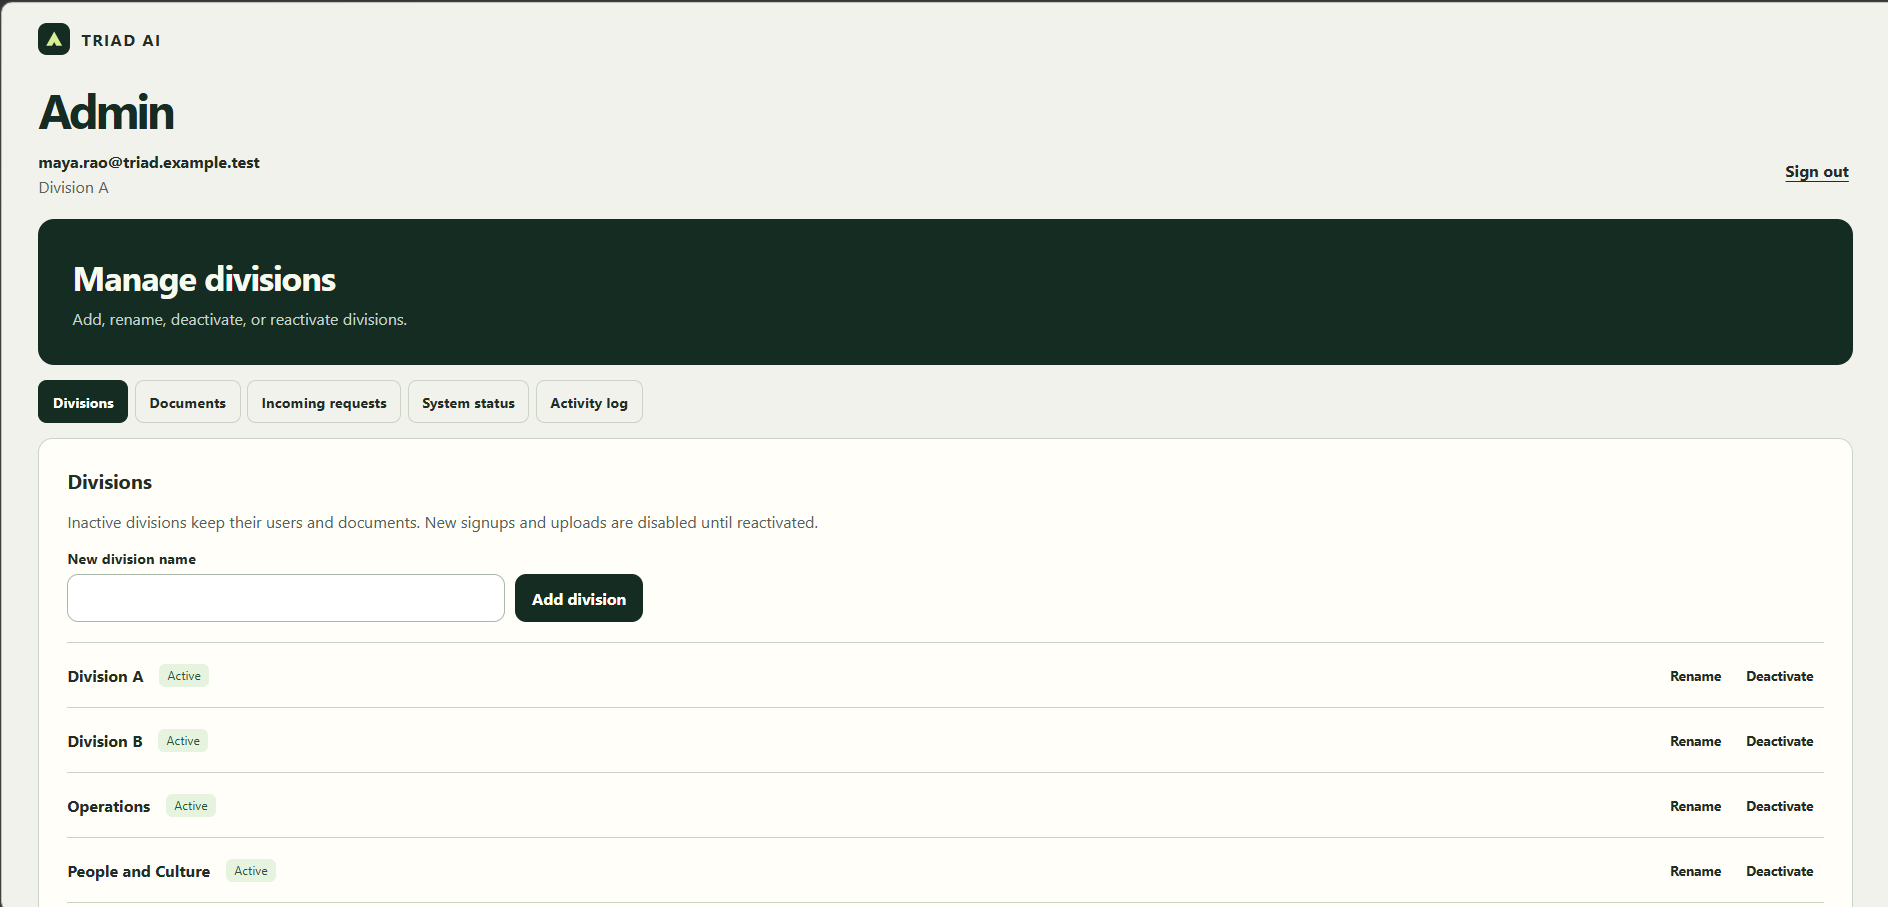 TRIAD AI
Admin
maya.rao@triad.example.test
Division A
Sign out
Manage divisions
Add, rename, deactivate, or reactivate divisions.
Divisions Documents Incoming requests System status Activity log
Divisions
Inactive divisions keep their users and documents. New signups and uploads are disabled until reactivated.
New division name
Add division
Division A Active Rename Deactivate
Division B Active Rename Deactivate
Operations Active Rename Deactivate
People and Culture Active Rename Deactivate